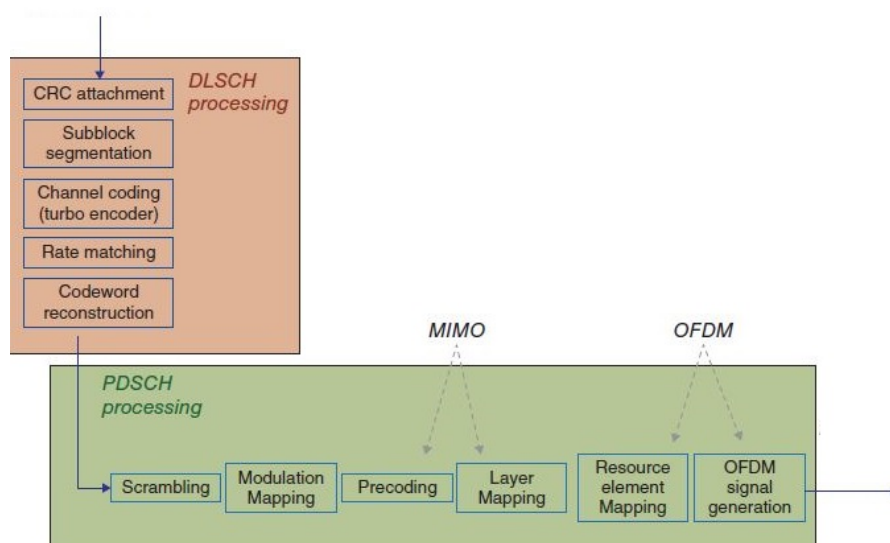 DLSCH
processing
CRC attachment
Subblock
segmentation
Channel coding
(turbo encoder)
Rate matching
Codeword
reconstruction
MIMO
OFDM
PDSCH
processing
Scrambling
Modulation
Mapping
Precoding
Layer
Mapping
Resource
element
Mapping
OFDM
signal
generation